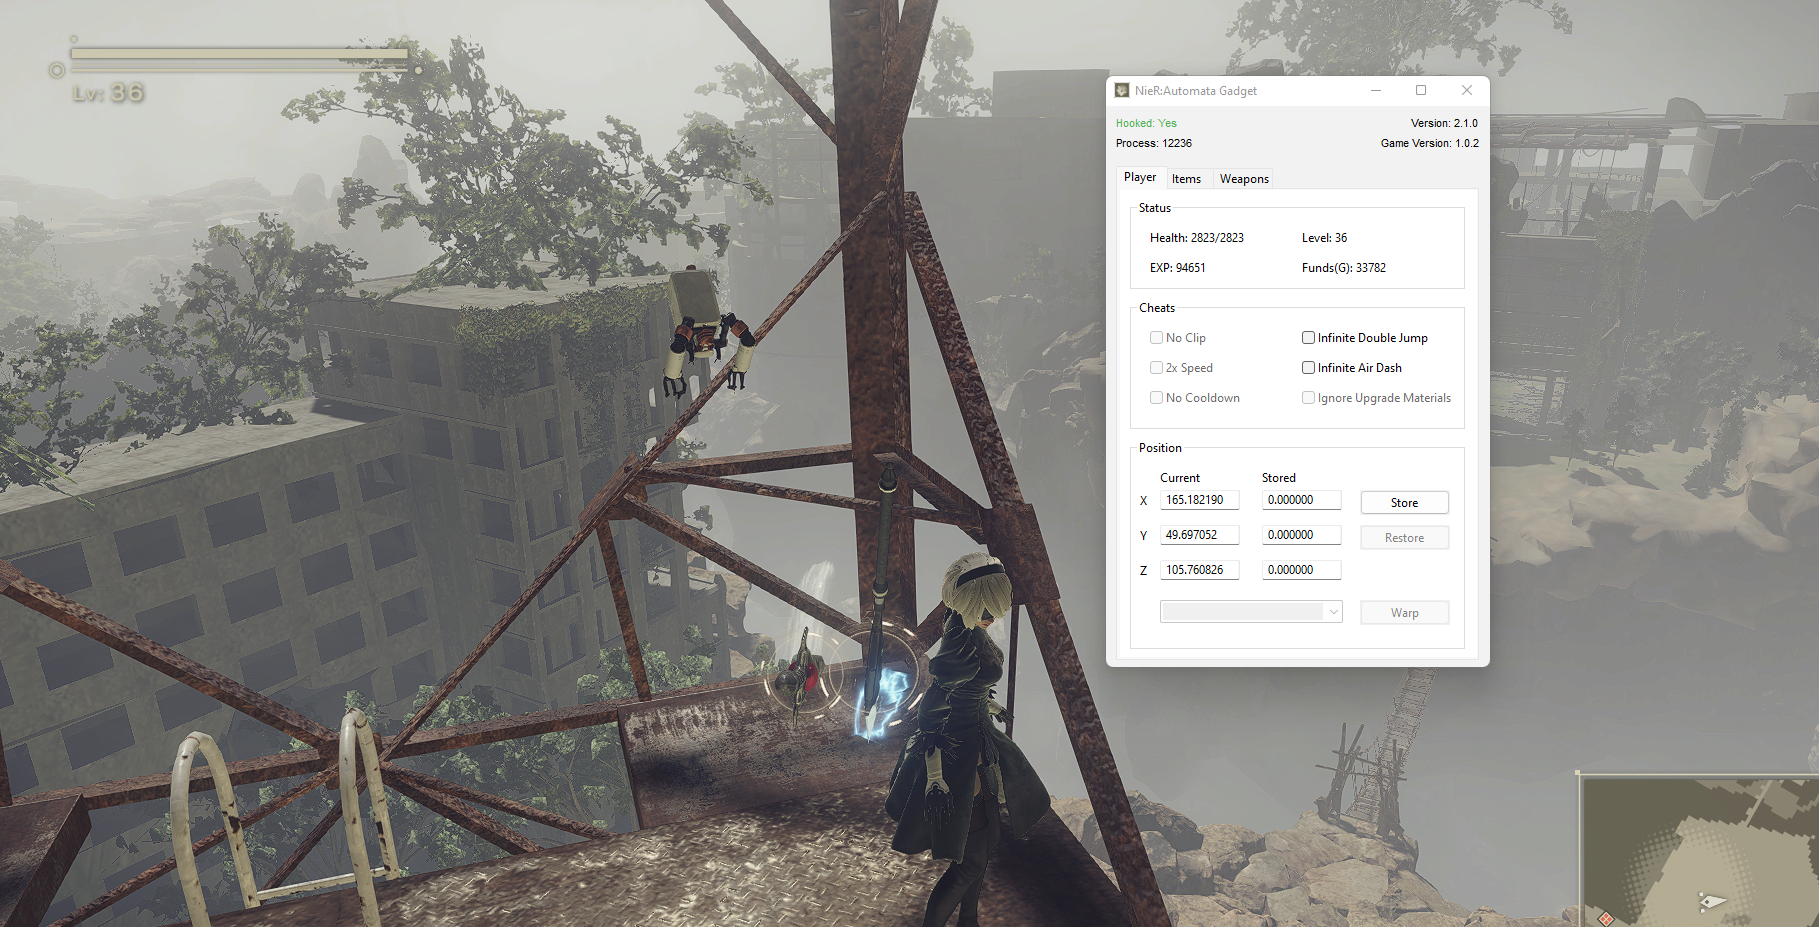 Lv: 36
NieR:Automata Gadget
Hooked: Yes
Version: 2.1.0
Process: 12236
Game Version: 1.0.2
Player
Items
Weapons
Status
Health: 2823/2823
Level: 36
EXP: 94651
Funds(G): 33782
Cheats
No Clip
Infinite Double Jump
2x Speed
Infinite Air Dash
No Cooldown
Ignore Upgrade Materials
Position
Current
Stored
X
165.182190
0.000000
Store
Y
49.697052
0.000000
Restore
Z
105.760826
0.000000
Warp